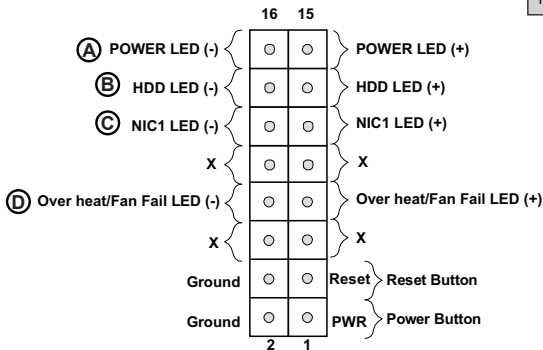 16 15
A POWER LED (-) POWER LED (+)
B HDD LED (-) HDD LED (+)
C NIC1 LED (-) NIC1 LED (+)
X X
D Over heat/Fan Fail LED (-) Over heat/Fan Fail LED (+)
X X
Ground Reset Reset Button
Ground PWR Power Button
2 1